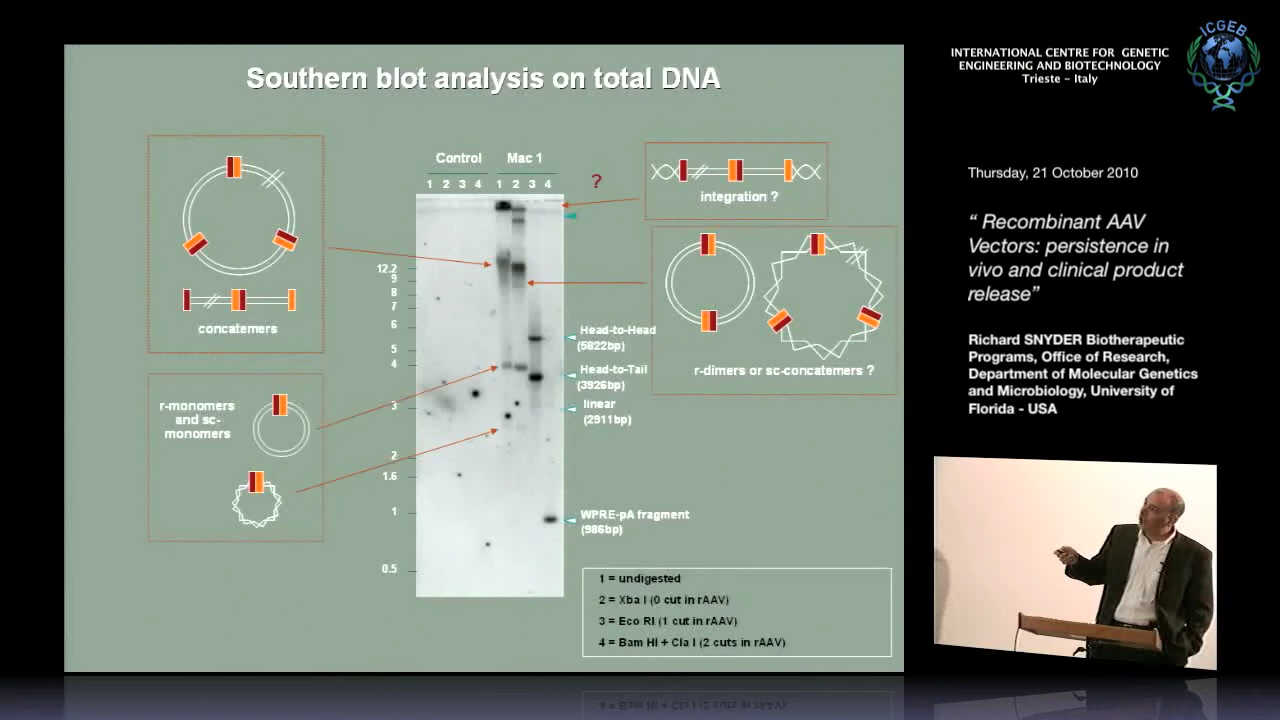 Southern blot analysis on total DNA
Control Mac 1
1 2 3 4 1 2 3 4
?
concatemers
r-monomers
and sc-
monomers
12.2
9
8
7
6
5
4
3
2
1.6
1
0.5
integration ?
r-dimers or sc-concatemers ?
Head-to-Head
(5822bp)
Head-to-Tail
(3926bp)
linear
(2911bp)
WPRE-pA fragment
(986bp)
1 = undigested
2 = Xba I (0 cut in rAAV)
3 = Eco RI (1 cut in rAAV)
4 = Bam HI + Cla I (2 cuts in rAAV)
INTERNATIONAL CENTRE FOR GENETIC
ENGINEERING AND BIOTECHNOLOGY
Trieste - Italy
ICGEB
Thursday, 21 October 2010
“ Recombinant AAV
Vectors: persistence in
vivo and clinical product
release”
Richard SNYDER Biotherapeutic
Programs, Office of Research,
Department of Molecular Genetics
and Microbiology, University of
Florida - USA